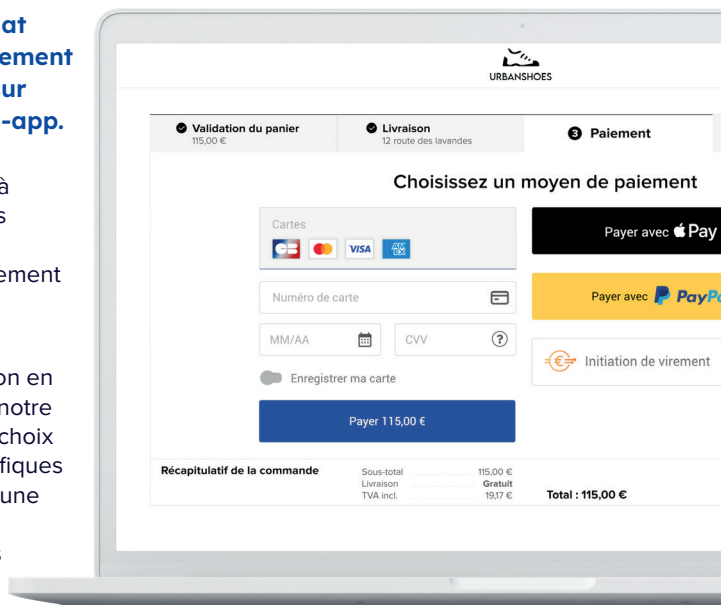 at
ement
ur
-app.
à
s
ement
on en
notre
choix
fiques
une
s
URBANSHOES
Validation du panier
115,00 €
Livraison
12 route des lavandes
3 Paiement
Choisissez un moyen de paiement
Cartes
CB VISA AMEX
Numéro de carte
MM/AA
CVV ?
Enregistrer ma carte
Payer 115,00 €
Payer avec Pay
Payer avec PayPa
€ Initiation de virement
Récapitulatif de la commande
Sous-total 115,00 €
Livraison Gratuit
TVA incl. 19,17 €
Total : 115,00 €